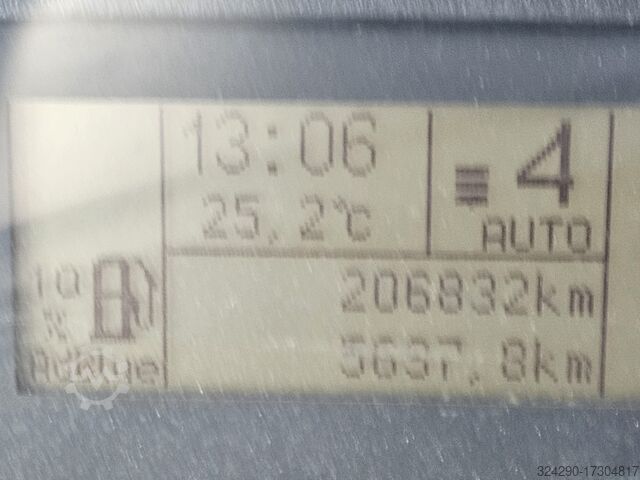 13:06
25,2°C
4
AUTO
10
%
AdBlue
206832km
5637,8km
324290-17304817